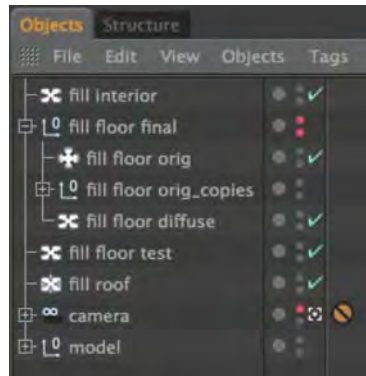 Objects Structure
File Edit View Objects Tags
fill interior
fill floor final
fill floor orig
fill floor orig_copies
fill floor diffuse
fill floor test
fill roof
camera
model